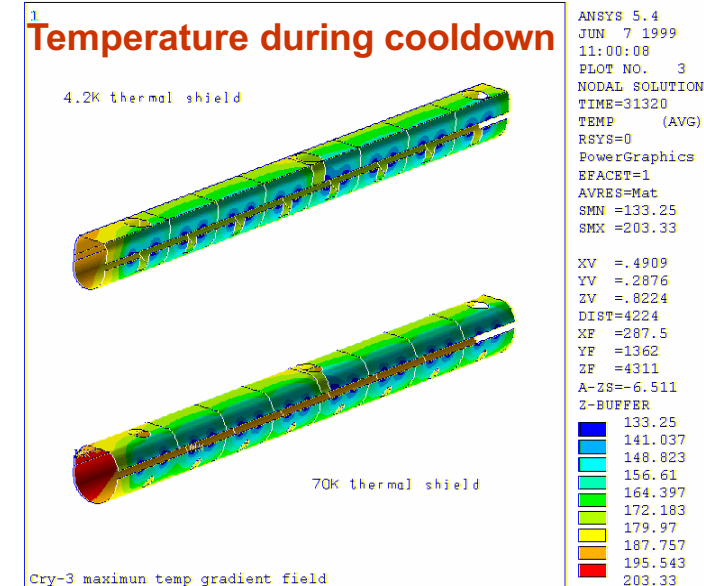 1
Temperature during cooldown
4.2K thermal shield
70K thermal shield
Cry-3 maximun temp gradient field
ANSYS 5.4
JUN 7 1999
11:00:08
PLOT NO. 3
NODAL SOLUTION
TIME=31320
TEMP (AVG)
RSYS=0
PowerGraphics
EFACET=1
AVRES=Mat
SMN =133.25
SMX =203.33
XV =.4909
YV =.2876
ZV =.8224
DIST=4224
XF =287.5
YF =1362
ZF =4311
A-ZS=-6.511
Z-BUFFER
133.25
141.037
148.823
156.61
164.397
172.183
179.97
187.757
195.543
203.33